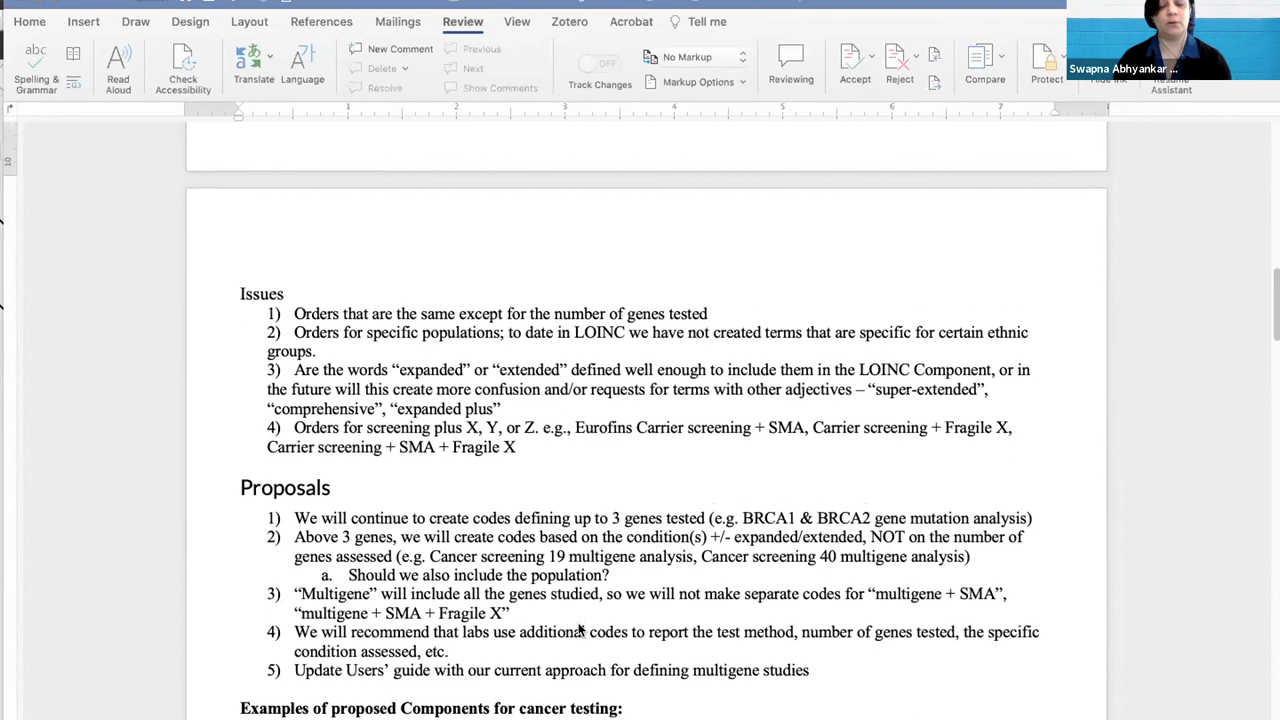 Home Insert Draw Design Layout References Mailings Review View Zotero Acrobat Tell me
abc
Spelling & Grammar
Read Aloud
Check Accessibility
Translate
Language
New Comment
Delete
Resolve
Previous
Next
Show Comments
OFF
Track Changes
No Markup
Markup Options
Reviewing
Accept
Reject
Compare
Protect
Assistant
Swapna Abhyankar ...
1 2 3 4 5 6 7
10
Issues
1) Orders that are the same except for the number of genes tested
2) Orders for specific populations; to date in LOINC we have not created terms that are specific for certain ethnic
groups.
3) Are the words “expanded” or “extended” defined well enough to include them in the LOINC Component, or in
the future will this create more confusion and/or requests for terms with other adjectives – “super-extended”,
“comprehensive”, “expanded plus”
4) Orders for screening plus X, Y, or Z. e.g., Eurofins Carrier screening + SMA, Carrier screening + Fragile X,
Carrier screening + SMA + Fragile X
Proposals
1) We will continue to create codes defining up to 3 genes tested (e.g. BRCA1 & BRCA2 gene mutation analysis)
2) Above 3 genes, we will create codes based on the condition(s) +/- expanded/extended, NOT on the number of
genes assessed (e.g. Cancer screening 19 multigene analysis, Cancer screening 40 multigene analysis)
a. Should we also include the population?
3) “Multigene” will include all the genes studied, so we will not make separate codes for “multigene + SMA”,
“multigene + SMA + Fragile X”
4) We will recommend that labs use additional codes to report the test method, number of genes tested, the specific
condition assessed, etc.
5) Update Users’ guide with our current approach for defining multigene studies
Examples of proposed Components for cancer testing: